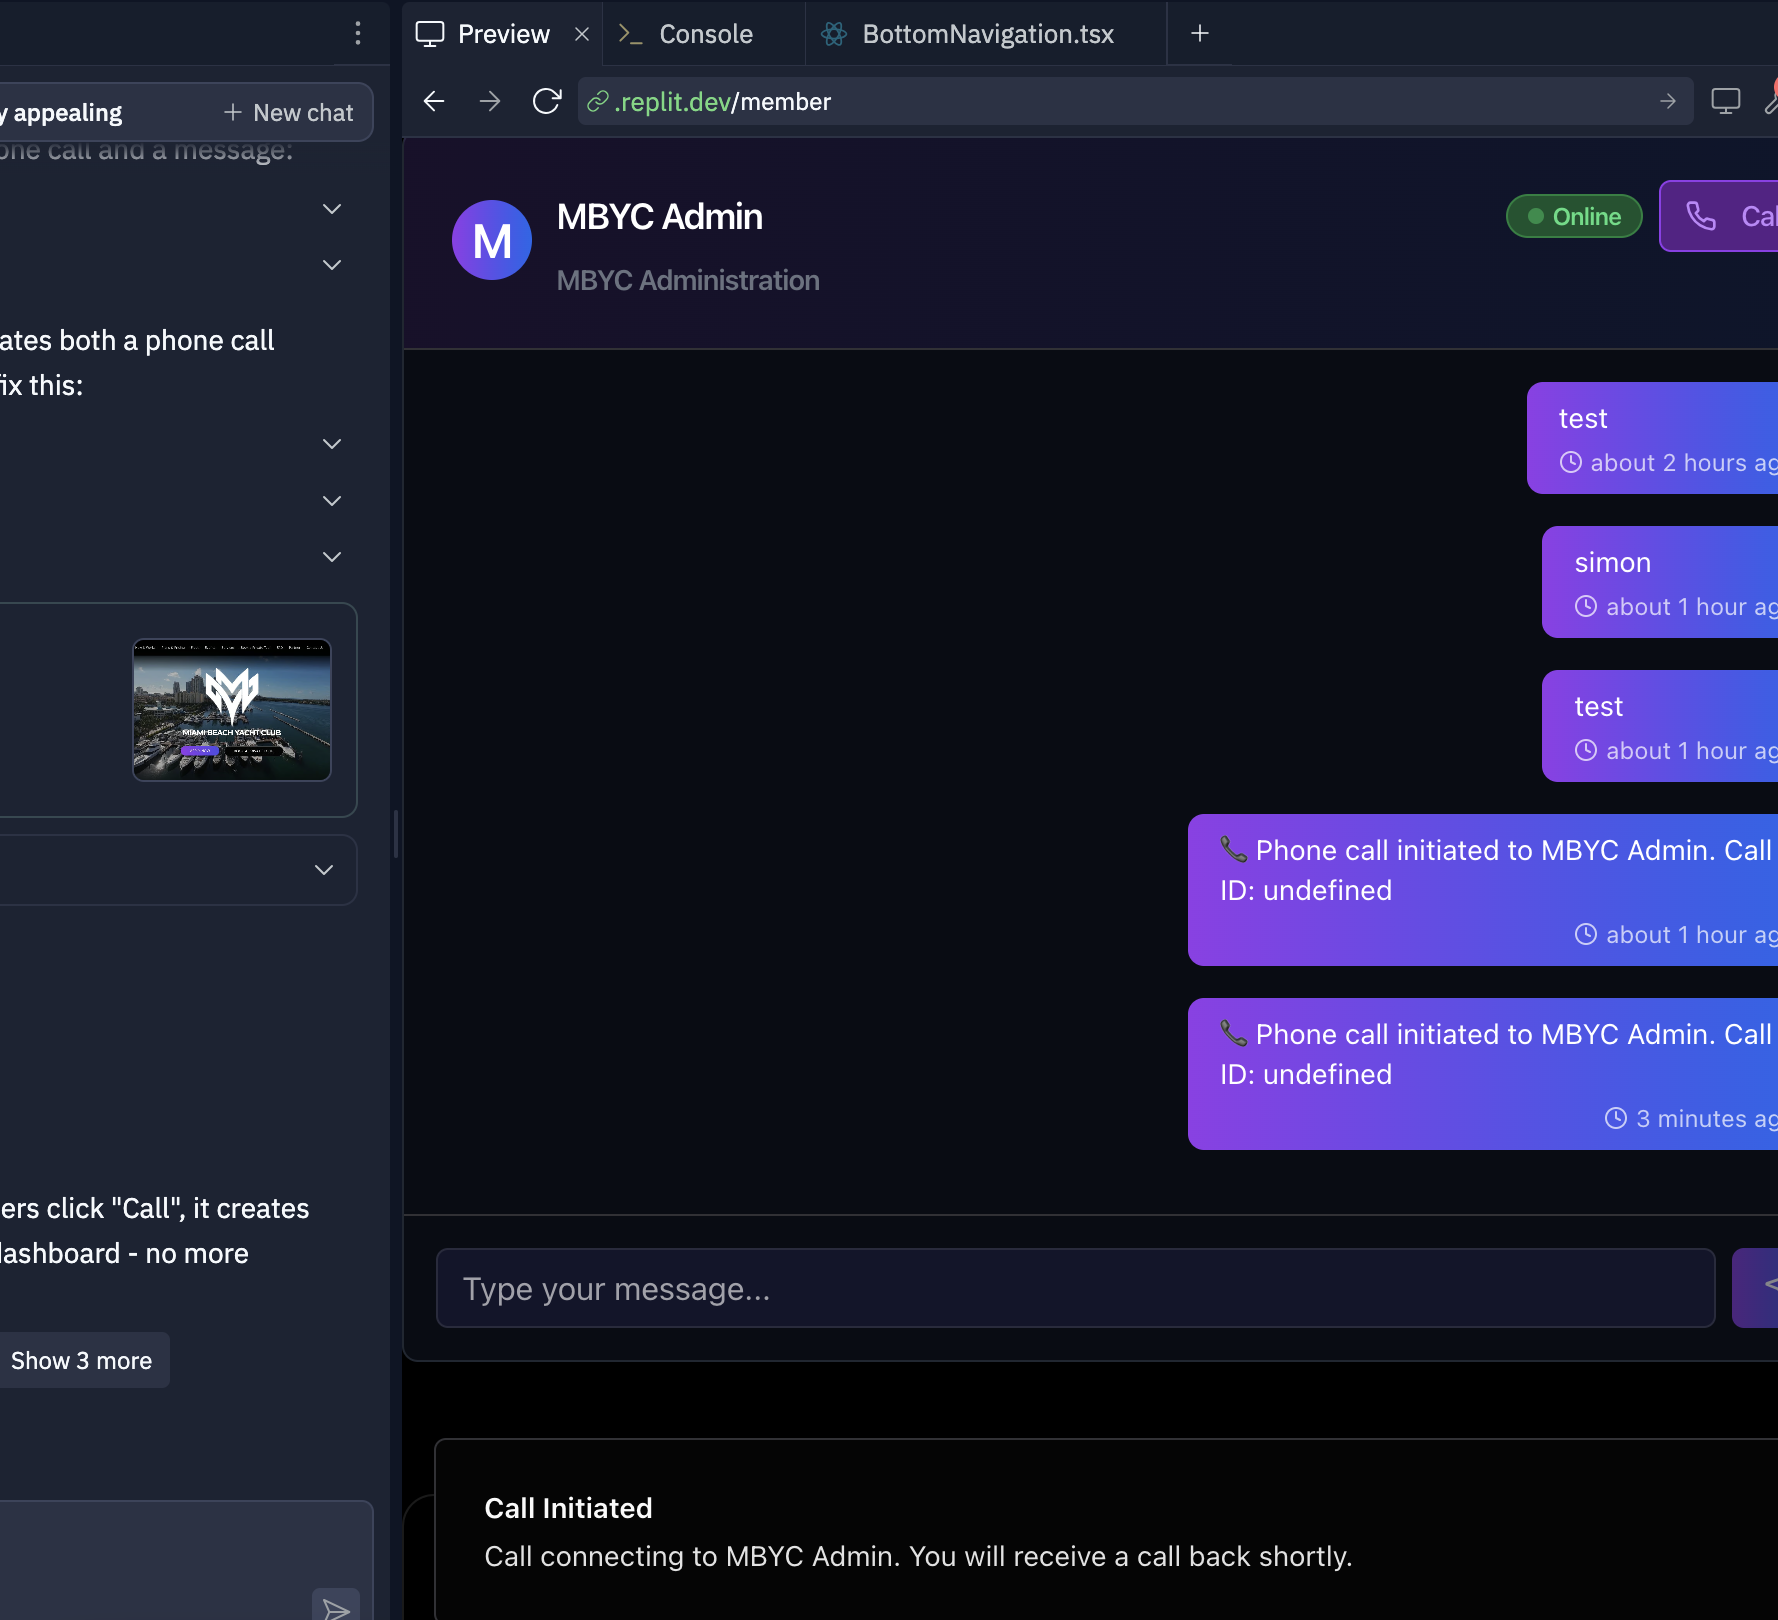 Preview
Console
BottomNavigation.tsx
y appealing
New chat
.replit.dev/member
one call and a message:
ates both a phone call
fix this:
MIAMI BEACH YACHT CLUB
ers click "Call", it creates
dashboard - no more
Show 3 more
M
MBYC Admin
MBYC Administration
Online
Cal
test
about 2 hours ag
simon
about 1 hour ag
test
about 1 hour ag
📞 Phone call initiated to MBYC Admin. Call
ID: undefined
about 1 hour ag
📞 Phone call initiated to MBYC Admin. Call
ID: undefined
3 minutes ag
Type your message...
Call Initiated
Call connecting to MBYC Admin. You will receive a call back shortly.